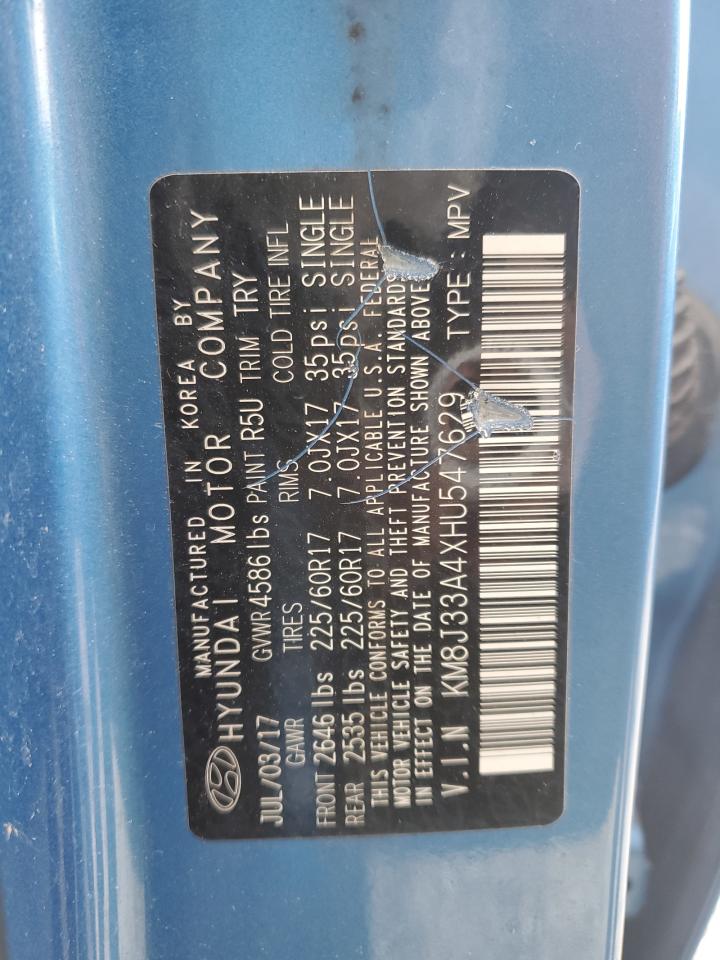 MANUFACTURED IN KOREA BY
HYUNDAI MOTOR COMPANY
JUL/03/17 GVWR 4586 lbs PAINT R5U TRIM TRY
GAWR TIRES RIMS COLD TIRE INFL
FRONT 2646 lbs 225/60R17 7.0JX17 35psi SINGLE
REAR 2535 lbs 225/60R17 7.0JX17 35psi SINGLE
THIS VEHICLE CONFORMS TO ALL APPLICABLE U.S.A. FEDERAL
MOTOR VEHICLE SAFETY AND THEFT PREVENTION STANDARDS
IN EFFECT ON THE DATE OF MANUFACTURE SHOWN ABOVE
V.I.N KM8J33A4XHU547629 TYPE : MPV